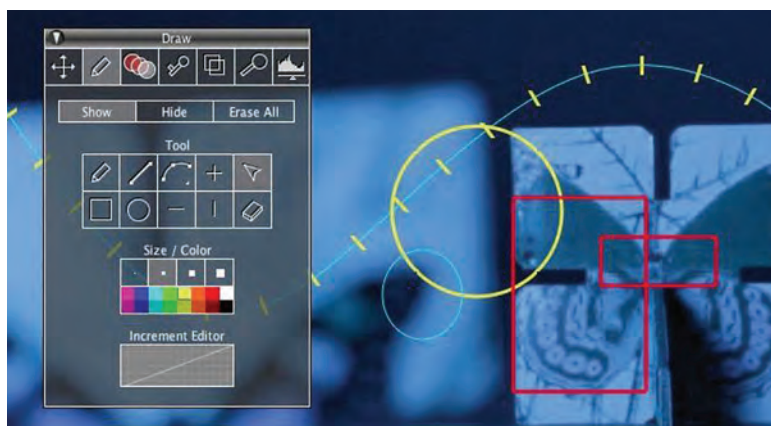 Draw
Show Hide Erase All
Tool
Size / Color
Increment Editor